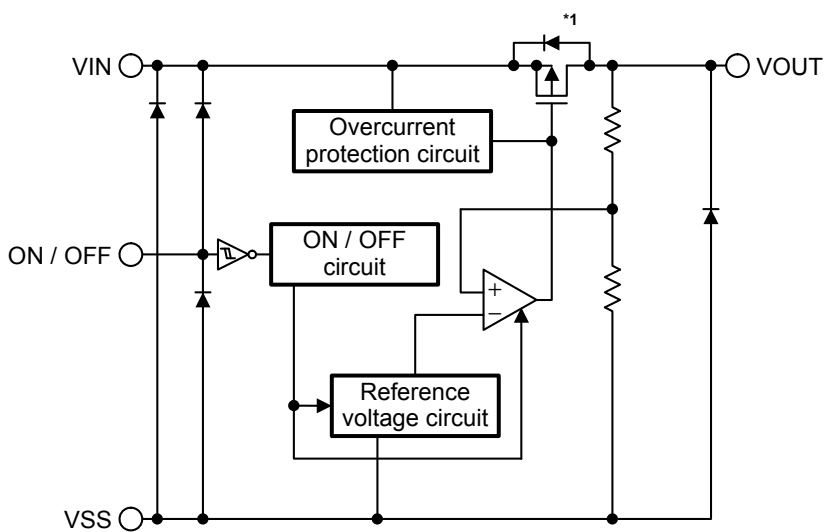 *1
VIN
VOUT
Overcurrent
protection circuit
ON / OFF
ON / OFF
circuit
+
−
Reference
voltage circuit
VSS